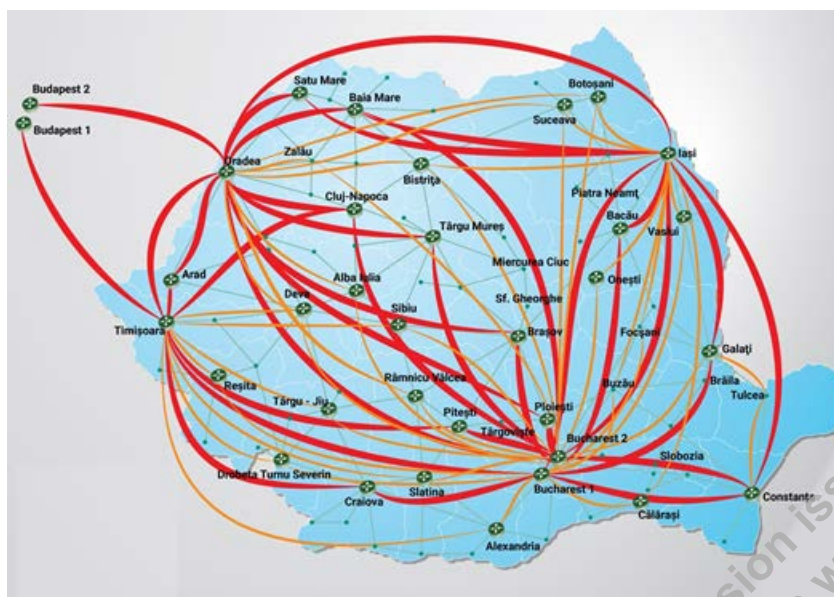 Budapest 2
Budapest 1
Satu Mare
Baia Mare
Botoșani
Suceava
Oradea
Zalău
Bistrița
Iași
Cluj-Napoca
Piatra Neamț
Bacău
Vaslui
Târgu Mureș
Miercurea Ciuc
Arad
Alba Iulia
Onești
Deva
Sibiu
Sf. Gheorghe
Timișoara
Brașov
Focșani
Galați
Reșița
Râmnicu Vâlcea
Buzău
Brăila
Tulcea
Târgu - Jiu
Pitești
Ploiești
Târgoviște
Bucharest 2
Slobozia
Drobeta Turnu Severin
Craiova
Slatina
Bucharest 1
Constanța
Călărași
Alexandria
sion iss